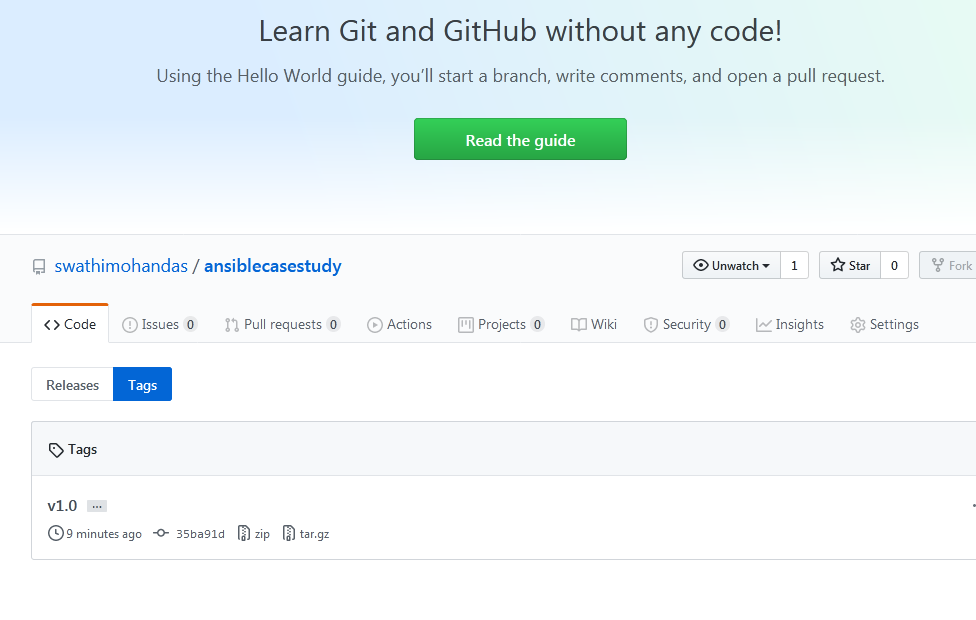 Learn Git and GitHub without any code!
Using the Hello World guide, you’ll start a branch, write comments, and open a pull request.
Read the guide
swathimohandas / ansiblecasestudy
Unwatch 1 Star 0 Fork
Code Issues 0 Pull requests 0 Actions Projects 0 Wiki Security 0 Insights Settings
Releases Tags
Tags
v1.0 ...
9 minutes ago 35ba91d zip tar.gz